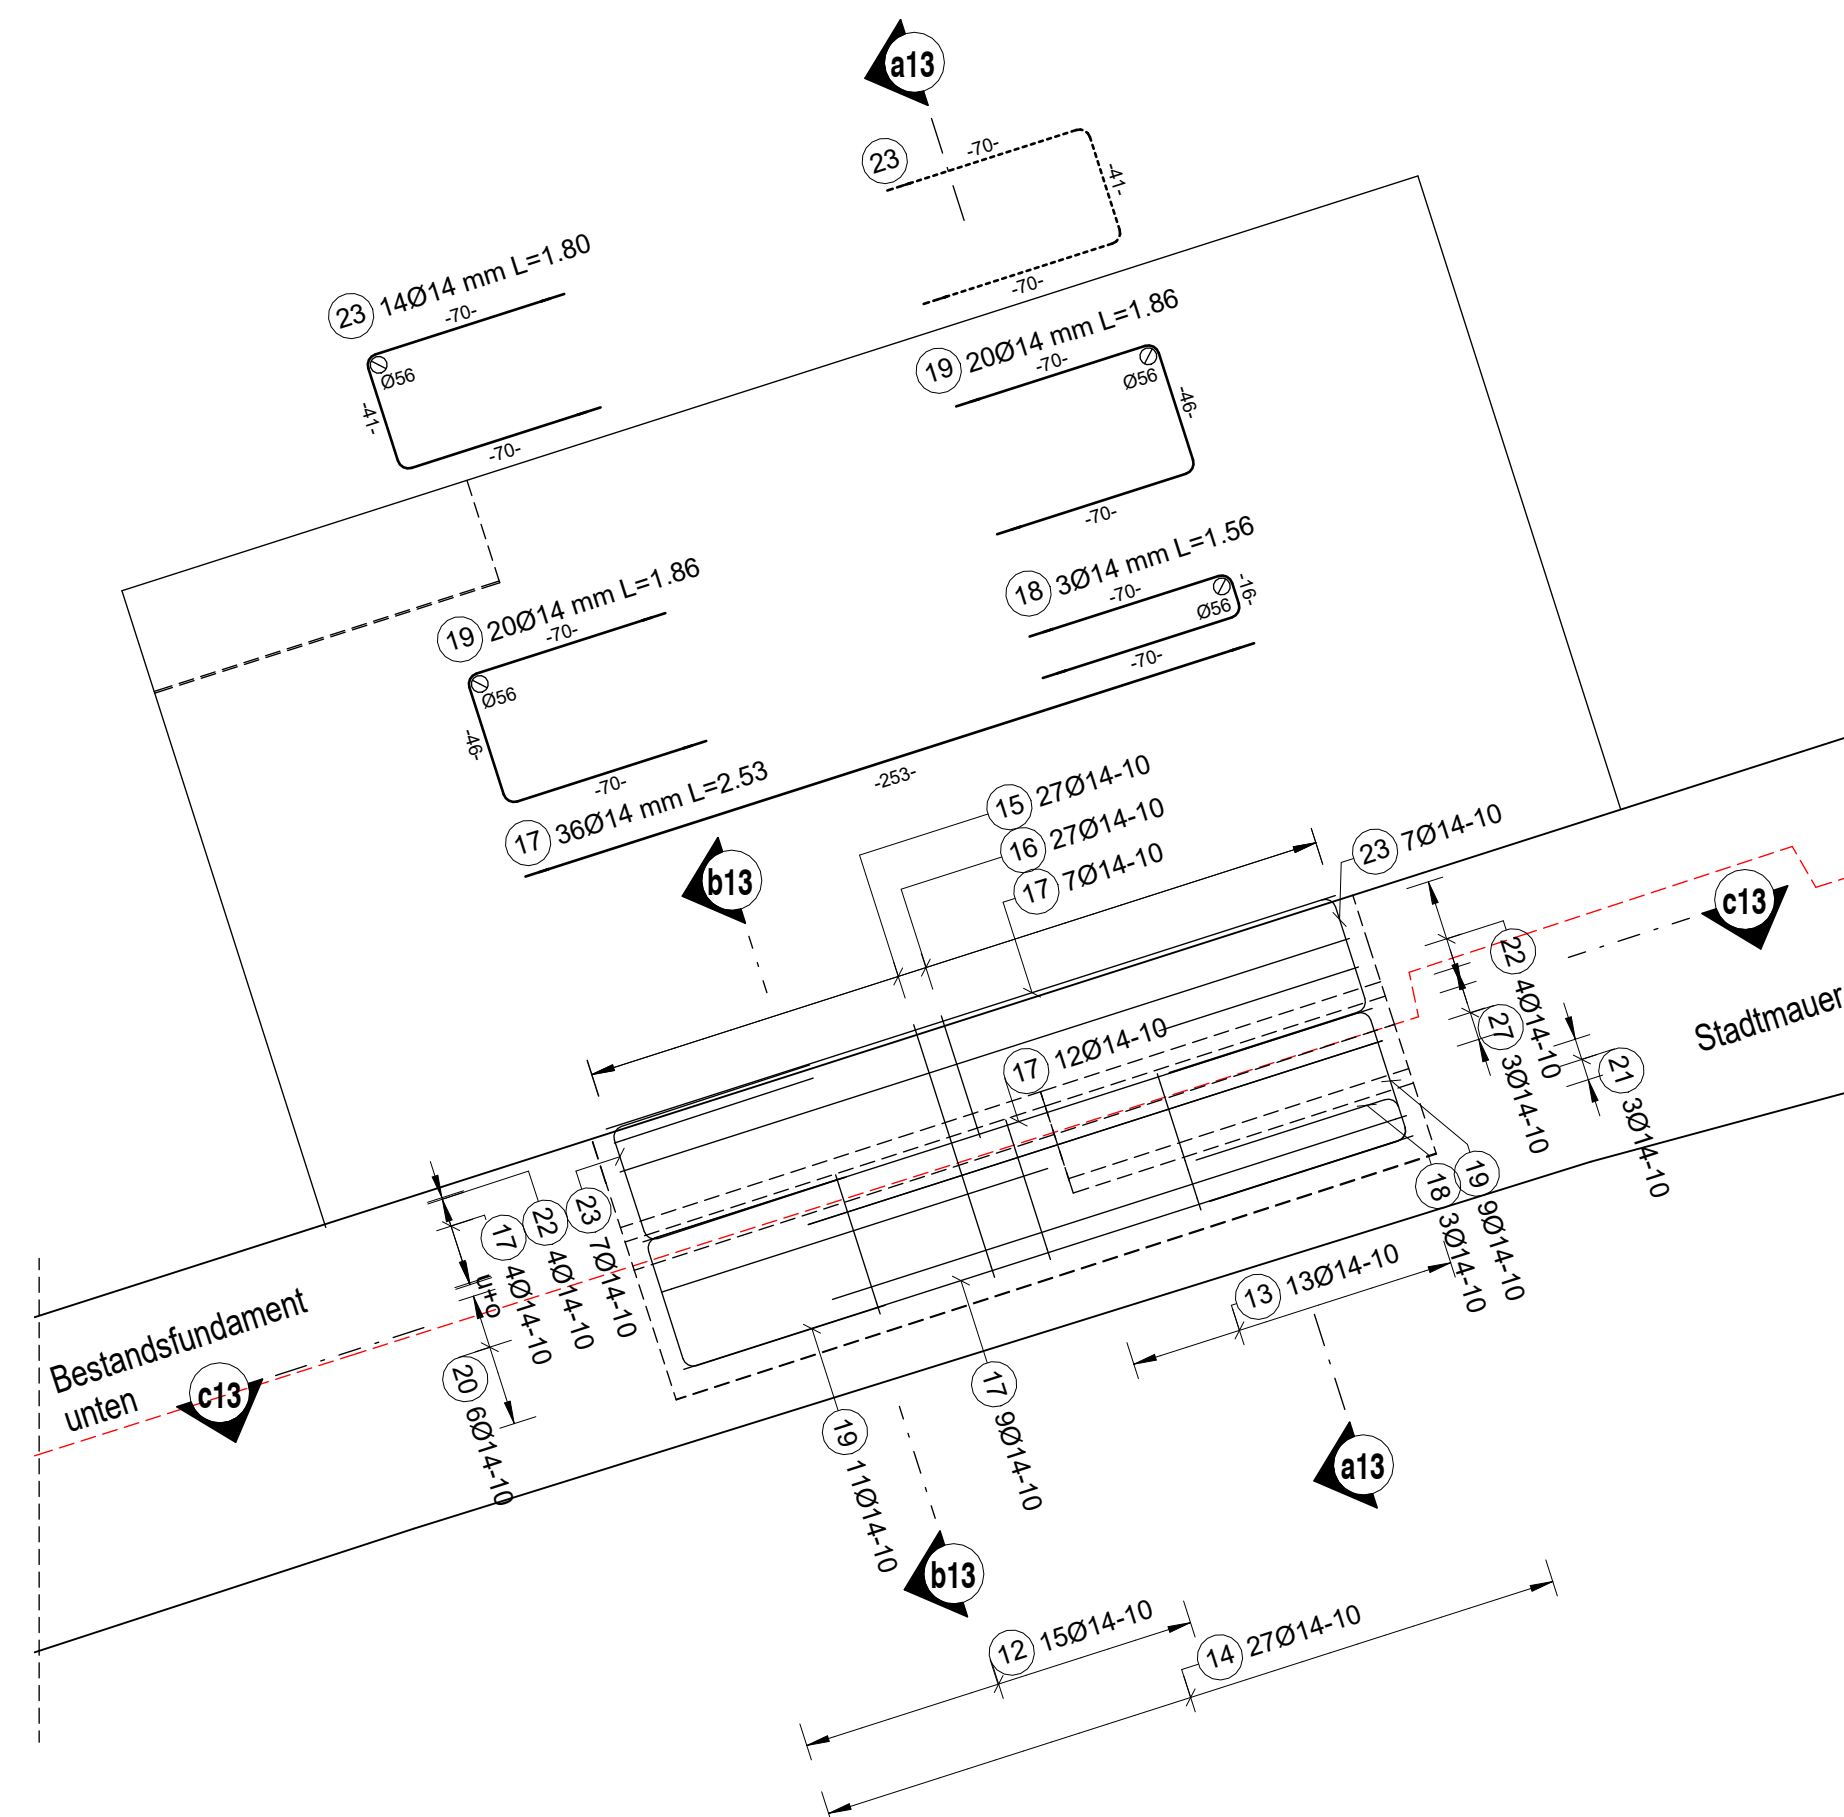 a13
23
-70-
-41-
-70-
23 14Ø14 mm L=1.80
-70-
Ø56
-41-
-70-
19 20Ø14 mm L=1.86
-70-
Ø56
-46-
-70-
18 3Ø14 mm L=1.56
-70-
-16-
Ø56
-70-
19 20Ø14 mm L=1.86
-70-
Ø56
-46-
-70-
17 36Ø14 mm L=2.53
-253-
15 27Ø14-10
16 27Ø14-10
17 7Ø14-10
23 7Ø14-10
b13
c13
22 4Ø14-10
27 3Ø14-10
21 3Ø14-10
Stadtmauer
17 12Ø14-10
19 9Ø14-10
18 3Ø14-10
23 7Ø14-10
22 4Ø14-10
17 4Ø14-10
u+o
20 6Ø14-10
Bestandsfundament
unten
c13
13 13Ø14-10
17 9Ø14-10
19 11Ø14-10
a13
b13
12 15Ø14-10
14 27Ø14-10